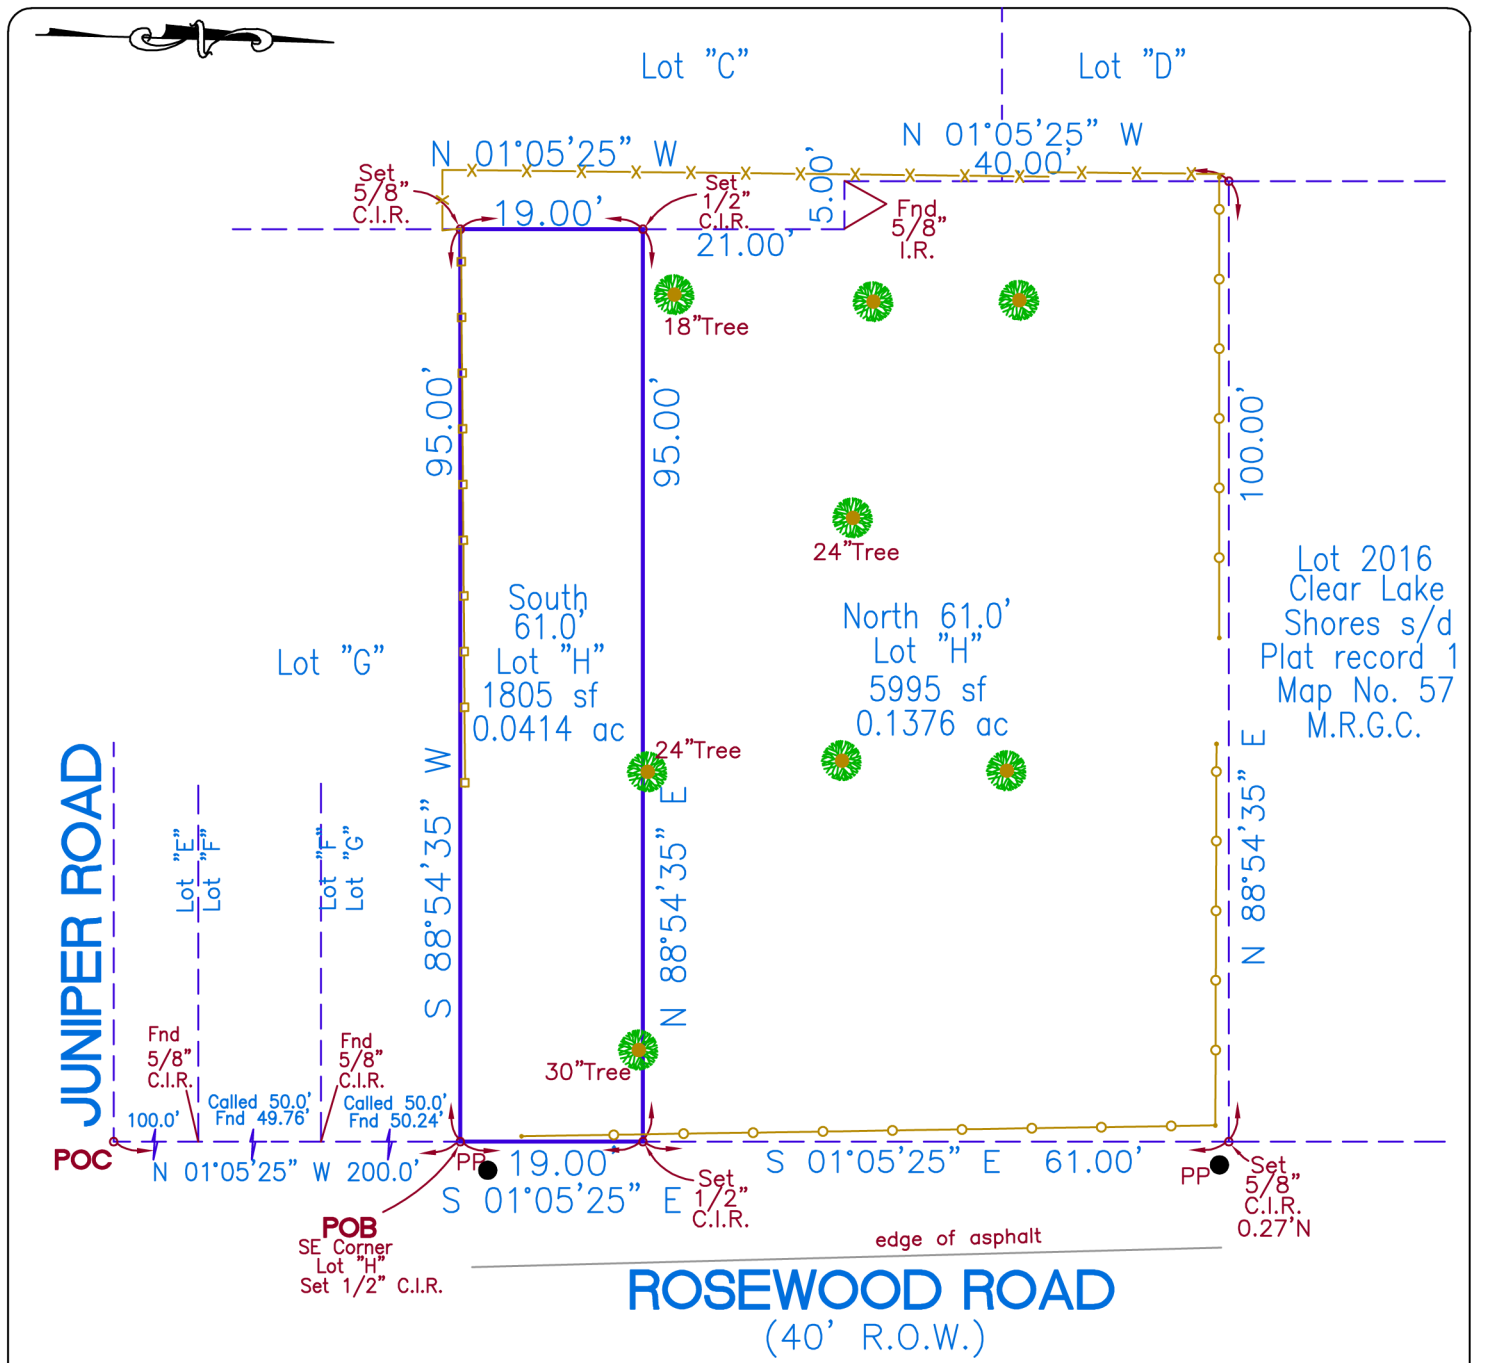 Lot "C"
Lot "D"
N 01°05'25" W
N 01°05'25" W
40.00'
5.00'
Set
5/8"
C.I.R.
19.00'
Set
1/2"
C.I.R.
21.00'
Fnd
5/8"
I.R.
18"Tree
95.00'
95.00'
100.00'
24"Tree
Lot 2016
Clear Lake
Shores s/d
Plat record 1
Map No. 57
M.R.G.C.
South
61.0'
Lot "H"
1805 sf
0.0414 ac
North 61.0'
Lot "H"
5995 sf
0.1376 ac
Lot "G"
24"Tree
S 88°54'35" W
N 88°54'35" E
N 88°54'35" E
JUNIPER ROAD
Lot "E"
Lot "F"
Lot "F"
Lot "G"
Fnd
5/8"
C.I.R.
Fnd
5/8"
C.I.R.
30"Tree
100.0'
Called 50.0'
Fnd 49.76'
Called 50.0'
Fnd 50.24'
POC
N 01°05'25" W 200.0'
PP
19.00'
S 01°05'25" E
S 01°05'25" E 61.00'
PP
Set
1/2"
C.I.R.
Set
5/8"
C.I.R.
0.27'N
POB
SE Corner
Lot "H"
Set 1/2" C.I.R.
edge of asphalt
ROSEWOOD ROAD
(40' R.O.W.)